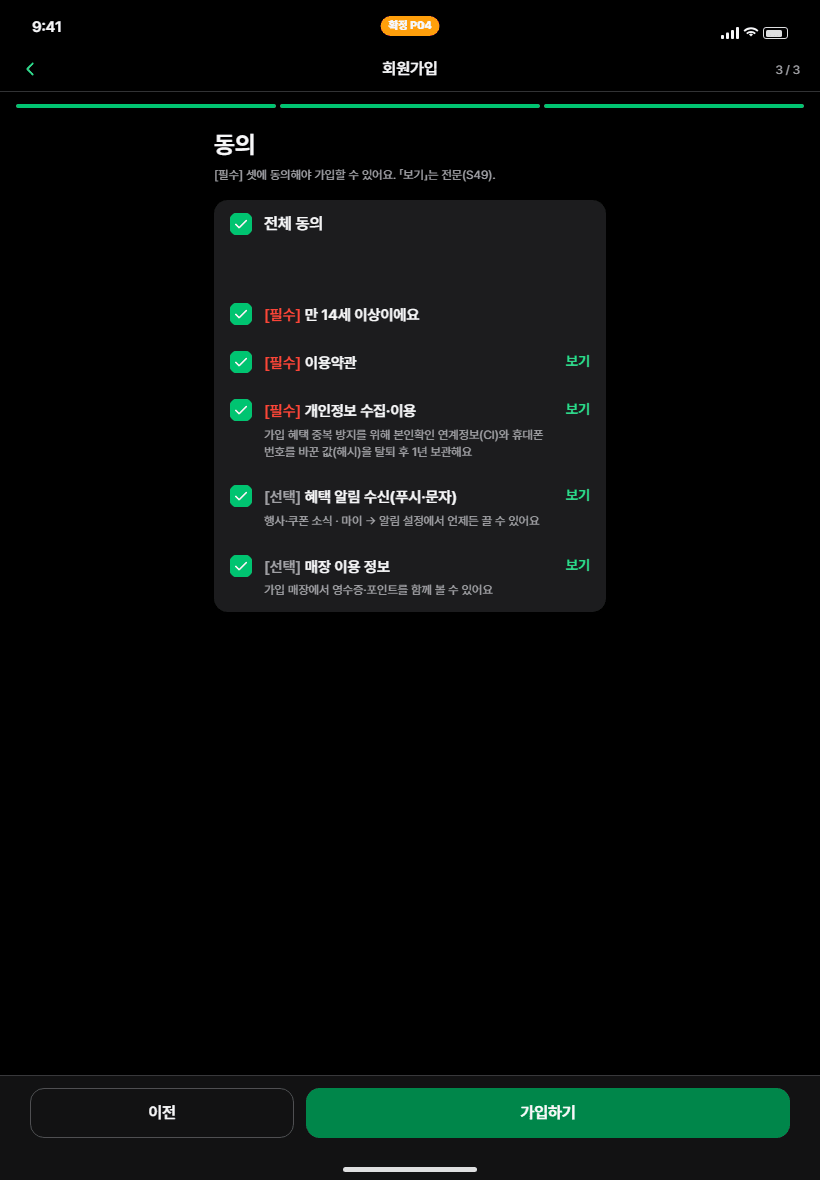 9:41
확정 P04
회원가입
3 / 3
동의
[필수] 셋에 동의해야 가입할 수 있어요. 「보기」는 전문(S49).
전체 동의
[필수] 만 14세 이상이에요
[필수] 이용약관
보기
[필수] 개인정보 수집·이용
보기
가입 혜택 중복 방지를 위해 본인확인 연계정보(CI)와 휴대폰
번호를 바꾼 값(해시)을 탈퇴 후 1년 보관해요
[선택] 혜택 알림 수신(푸시·문자)
보기
행사·쿠폰 소식 · 마이 → 알림 설정에서 언제든 끌 수 있어요
[선택] 매장 이용 정보
보기
가입 매장에서 영수증·포인트를 함께 볼 수 있어요
이전
가입하기